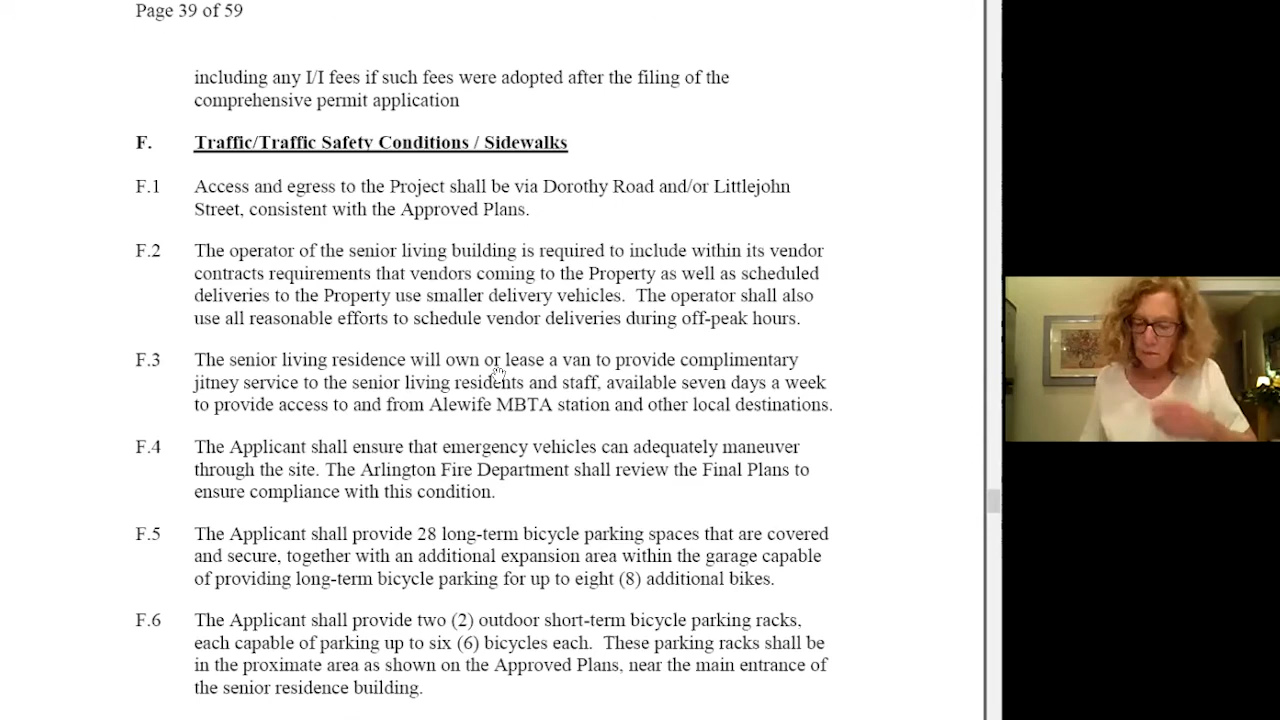 Page 39 of 59
including any I/I fees if such fees were adopted after the filing of the
comprehensive permit application
F. Traffic/Traffic Safety Conditions / Sidewalks
F.1 Access and egress to the Project shall be via Dorothy Road and/or Littlejohn
Street, consistent with the Approved Plans.
F.2 The operator of the senior living building is required to include within its vendor
contracts requirements that vendors coming to the Property as well as scheduled
deliveries to the Property use smaller delivery vehicles. The operator shall also
use all reasonable efforts to schedule vendor deliveries during off-peak hours.
F.3 The senior living residence will own or lease a van to provide complimentary
jitney service to the senior living residents and staff, available seven days a week
to provide access to and from Alewife MBTA station and other local destinations.
F.4 The Applicant shall ensure that emergency vehicles can adequately maneuver
through the site. The Arlington Fire Department shall review the Final Plans to
ensure compliance with this condition.
F.5 The Applicant shall provide 28 long-term bicycle parking spaces that are covered
and secure, together with an additional expansion area within the garage capable
of providing long-term bicycle parking for up to eight (8) additional bikes.
F.6 The Applicant shall provide two (2) outdoor short-term bicycle parking racks,
each capable of parking up to six (6) bicycles each. These parking racks shall be
in the proximate area as shown on the Approved Plans, near the main entrance of
the senior residence building.